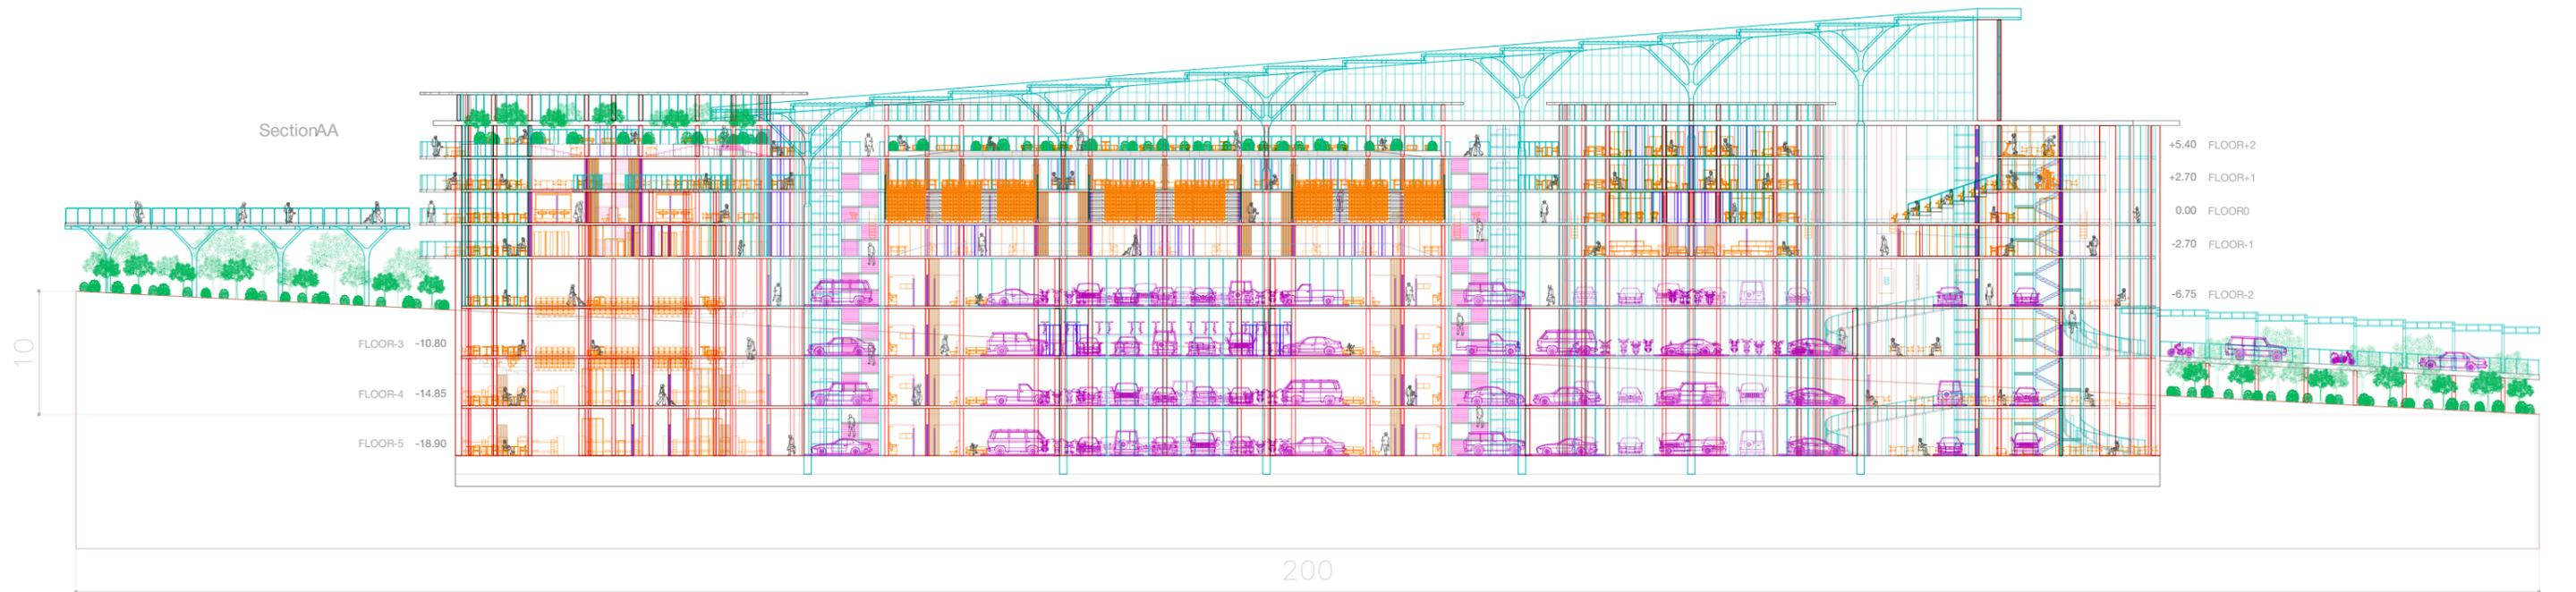 SectionAA
+5.40 FLOOR+2
+2.70 FLOOR+1
0.00 FLOOR0
-2.70 FLOOR-1
-6.75 FLOOR-2
FLOOR-3 -10.80
10
FLOOR-4 -14.85
FLOOR-5 -18.90
200